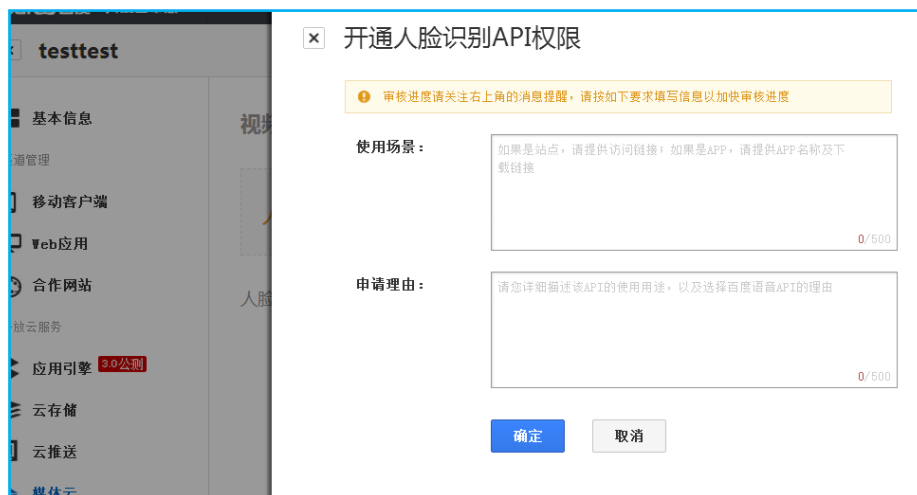 testtest
基本信息
道管理
移动客户端
Web应用
合作网站
放云服务
应用引擎 3.0公测
云存储
云推送
媒体云
视频
人脸
开通人脸识别API权限
审核进度请关注右上角的消息提醒，请按如下要求填写信息以加快审核进度
使用场景：
如果是站点，请提供访问链接；如果是APP，请提供APP名称及下
载链接
0/500
申请理由：
请您详细描述该API的使用用途，以及选择百度语音API的理由
0/500
确定
取消